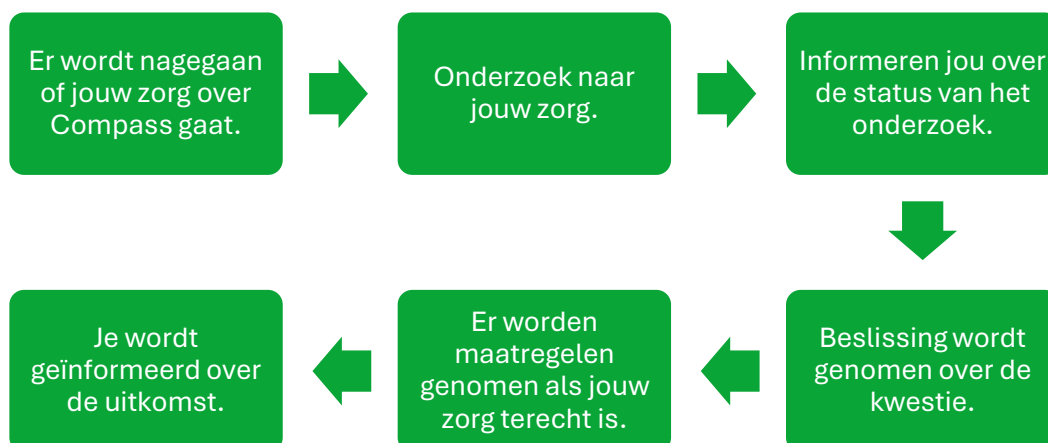 Er wordt nagegaan
of jouw zorg over
Compass gaat.
Onderzoek naar
jouw zorg.
Informeren jou over
de status van het
onderzoek.
Beslissing wordt
genomen over de
kwestie.
Er worden
maatregelen
genomen als jouw
zorg terecht is.
Je wordt
geïnformeerd over
de uitkomst.